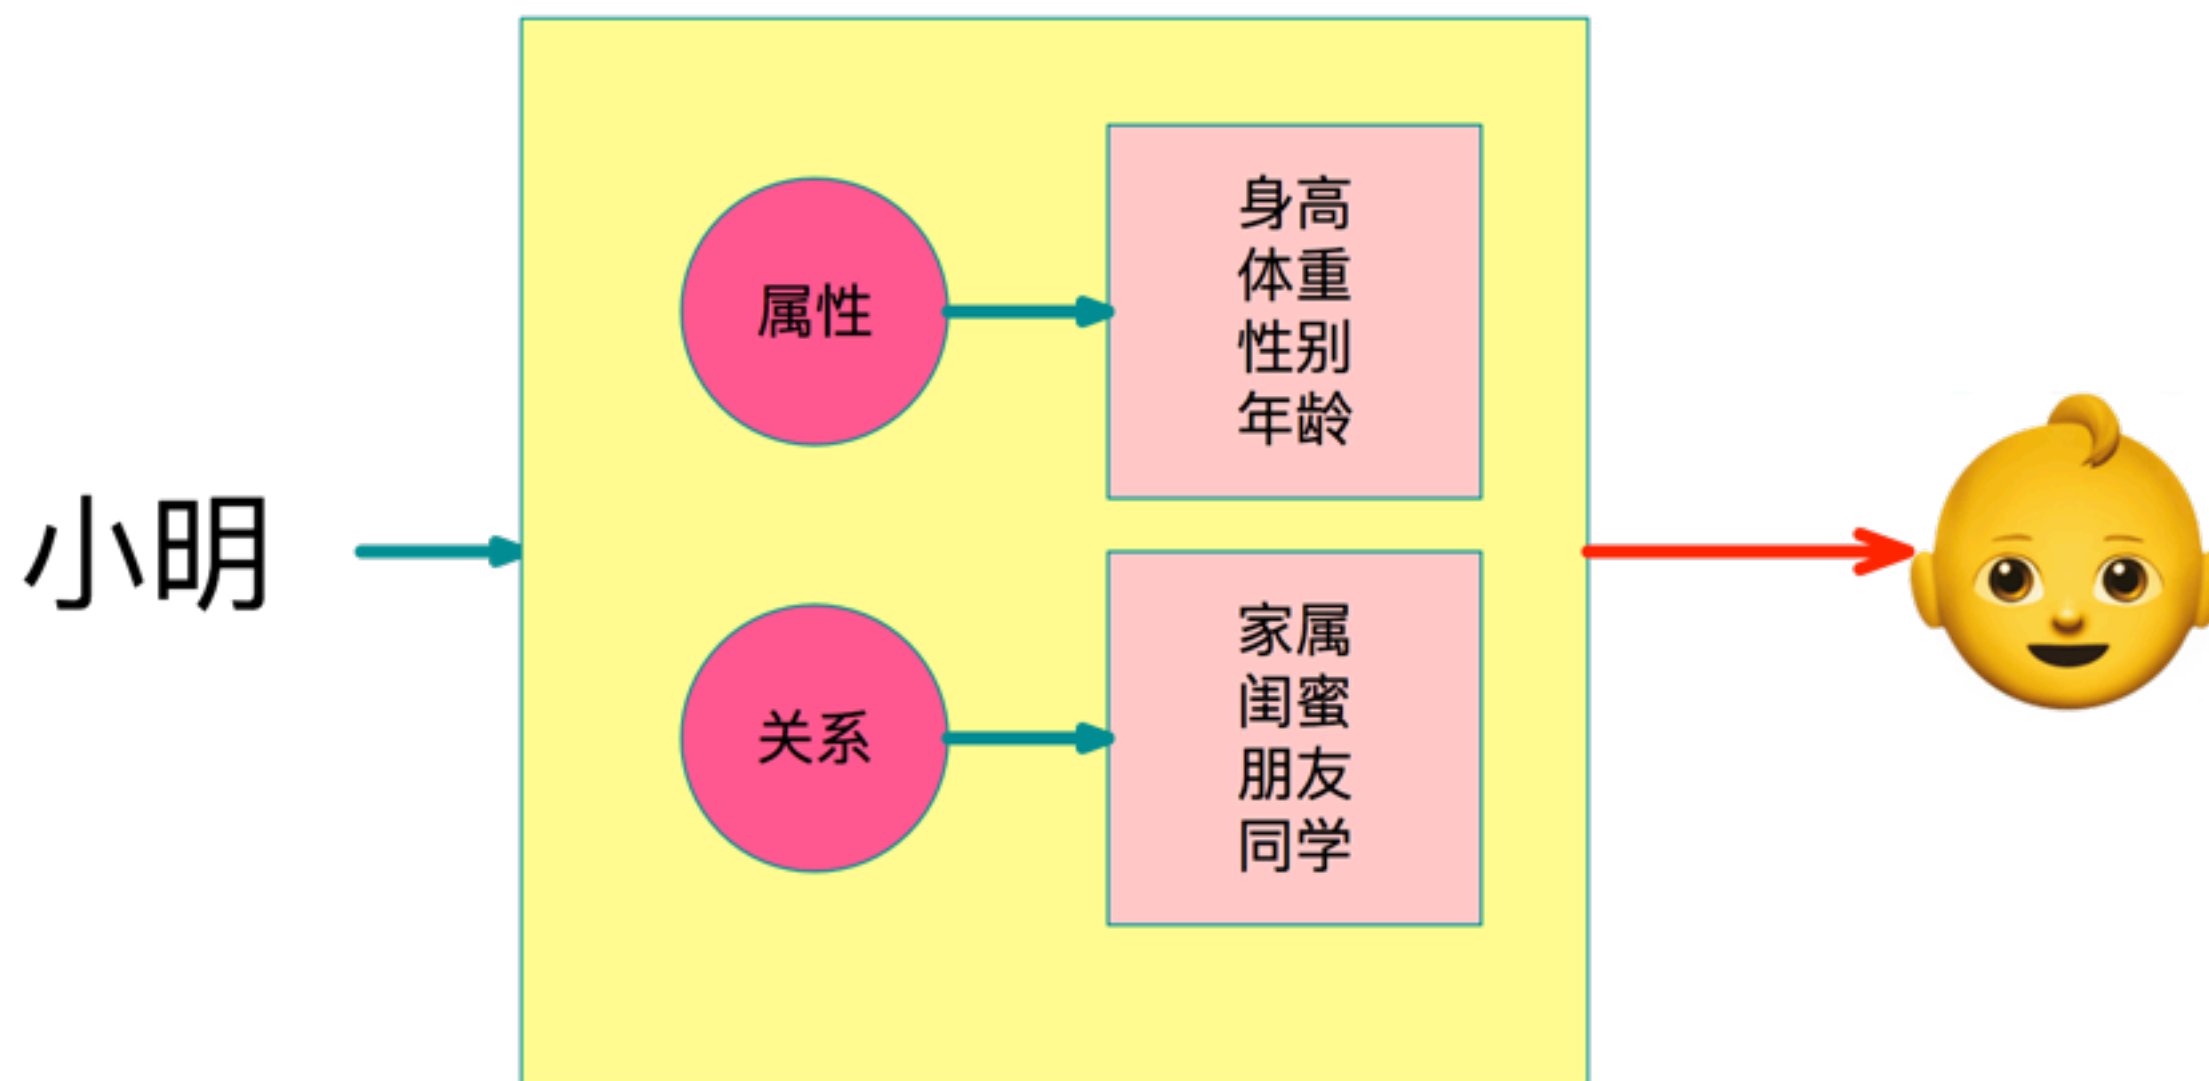 小明
属性
身高
体重
性别
年龄
关系
家属
闺蜜
朋友
同学